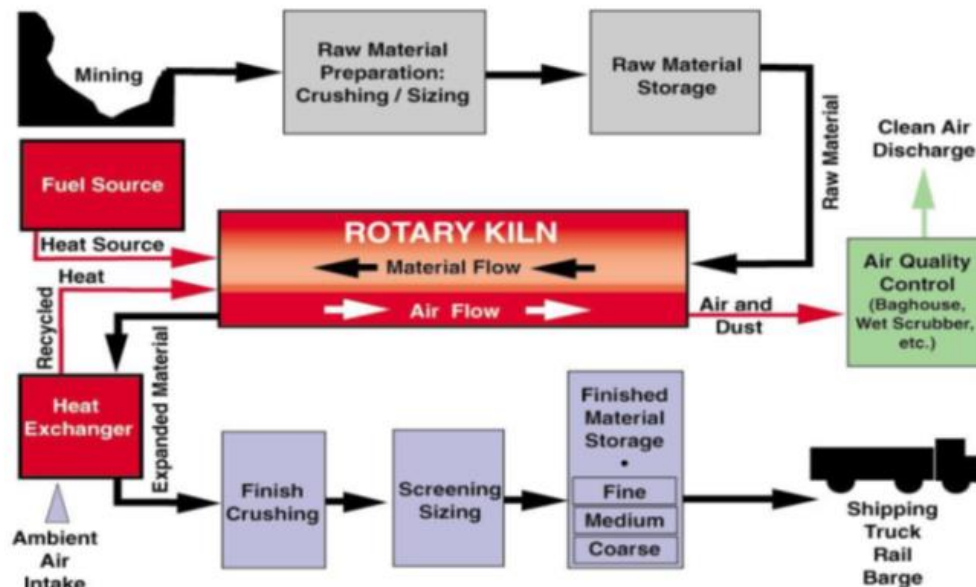 Mining
Raw Material
Preparation:
Crushing / Sizing
Raw Material
Storage
Raw Material
Clean Air
Discharge
Fuel Source
Heat Source
Heat
Recycled
ROTARY KILN
Material Flow
Air Flow
Air and
Dust
Air Quality
Control
(Baghouse,
Wet Scrubber,
etc.)
Heat
Exchanger
Expanded Material
Ambient
Air
Intake
Finish
Crushing
Screening
Sizing
Finished
Material
Storage
•
Fine
Medium
Coarse
Shipping
Truck
Rail
Barge